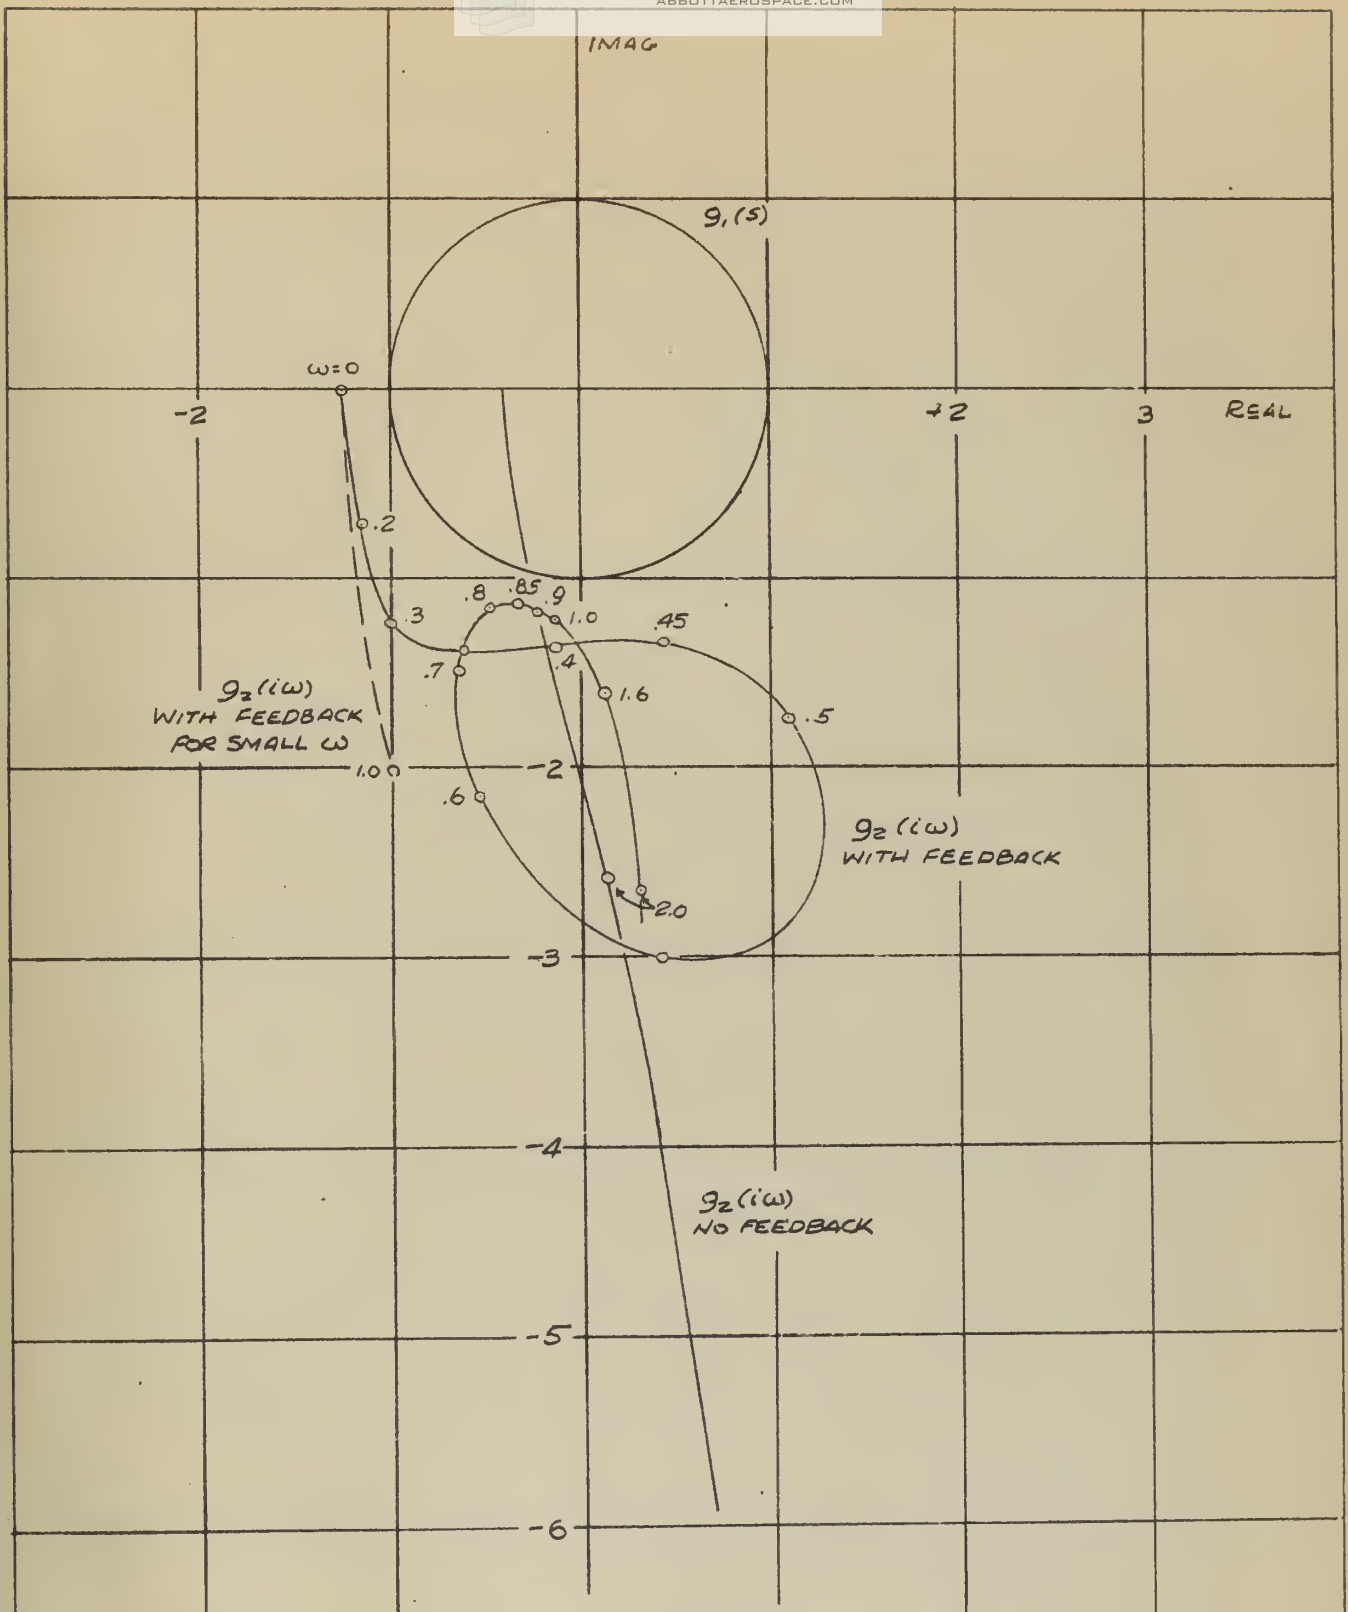 ABBOTTAEROSPACE.COM
IMAG
g₁(s)
ω=0
-2
+2
3
REAL
.2
.3
.8
.85
.9
1.0
.45
.4
.7
1.6
.5
g₂(iω)
WITH FEEDBACK
FOR SMALL ω
1.0
-2
.6
g₂(iω)
WITH FEEDBACK
2.0
-3
-4
g₂(iω)
NO FEEDBACK
-5
-6